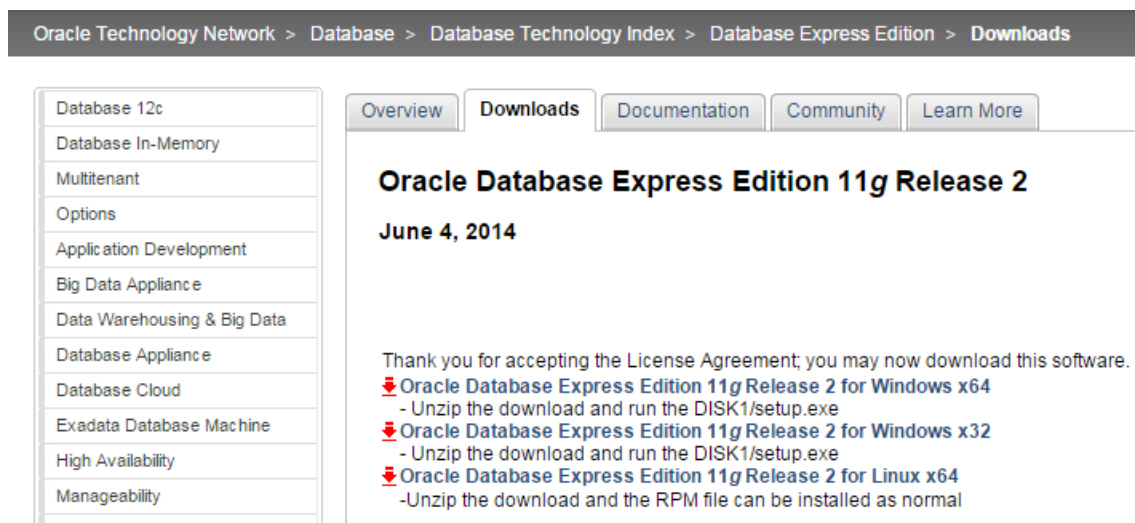 Oracle Technology Network > Database > Database Technology Index > Database Express Edition > Downloads
Database 12c
Database In-Memory
Multitenant
Options
Application Development
Big Data Appliance
Data Warehousing & Big Data
Database Appliance
Database Cloud
Exadata Database Machine
High Availability
Manageability
Overview Downloads Documentation Community Learn More
Oracle Database Express Edition 11g Release 2
June 4, 2014
Thank you for accepting the License Agreement; you may now download this software.
Oracle Database Express Edition 11g Release 2 for Windows x64
- Unzip the download and run the DISK1/setup.exe
Oracle Database Express Edition 11g Release 2 for Windows x32
- Unzip the download and run the DISK1/setup.exe
Oracle Database Express Edition 11g Release 2 for Linux x64
-Unzip the download and the RPM file can be installed as normal